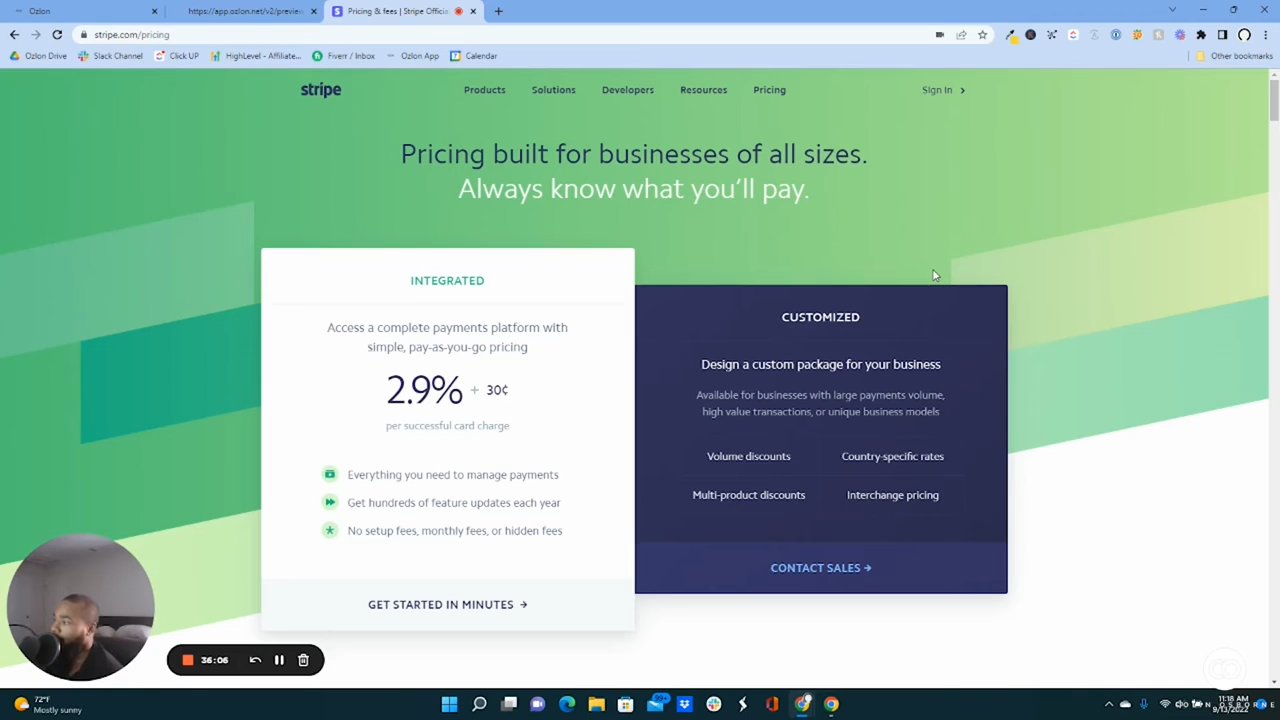 Ozlon
https://app.ozlon.net/v2/preview
Pricing & fees | Stripe Offici
stripe.com/pricing
Ozlon Drive
Slack Channel
Click UP
HighLevel - Affiliate...
Fiverr / Inbox
Ozlon App
Calendar
Other bookmarks
stripe
Products
Solutions
Developers
Resources
Pricing
Sign In
Pricing built for businesses of all sizes.
Always know what you'll pay.
INTEGRATED
Access a complete payments platform with
simple, pay-as-you-go pricing
2.9% + 30¢
per successful card charge
Everything you need to manage payments
Get hundreds of feature updates each year
No setup fees, monthly fees, or hidden fees
GET STARTED IN MINUTES →
CUSTOMIZED
Design a custom package for your business
Available for businesses with large payments volume,
high value transactions, or unique business models
Volume discounts
Country-specific rates
Multi-product discounts
Interchange pricing
CONTACT SALES →
36:06
72°F
Mostly sunny
11:18 AM
9/13/2022